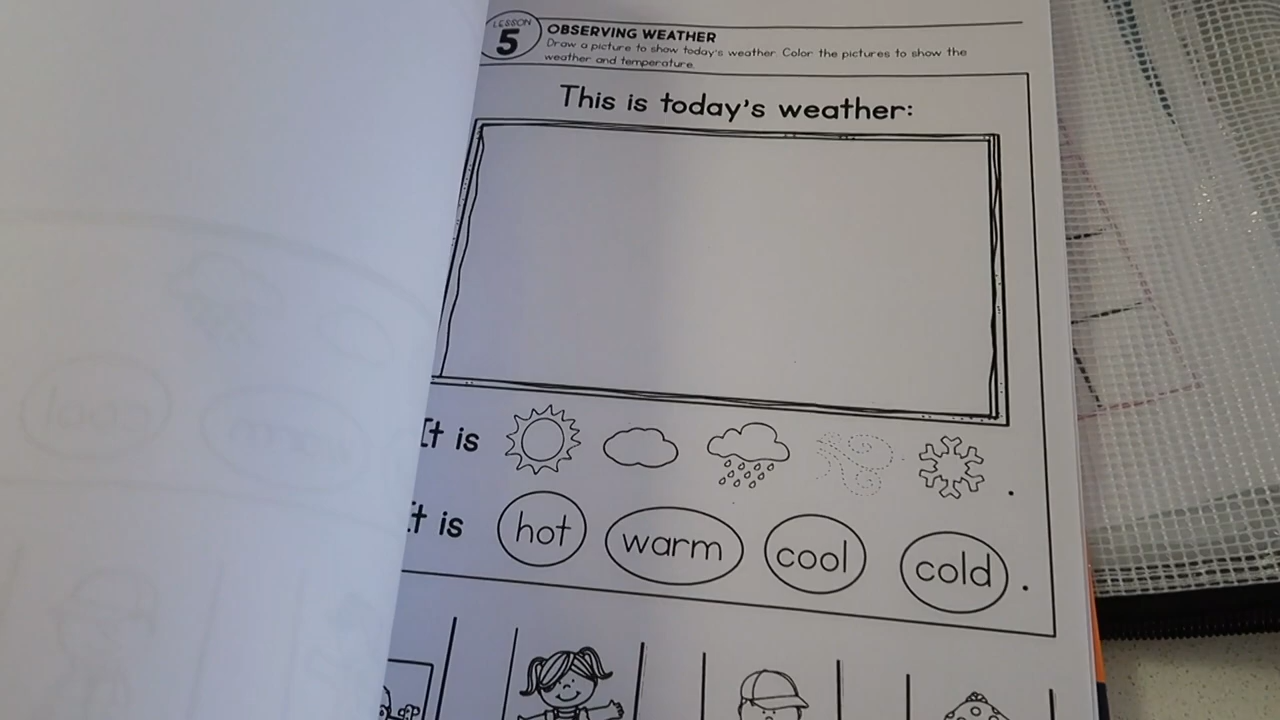 LESSON
5
OBSERVING WEATHER
Draw a picture to show today's weather. Color the pictures to show the
weather and temperature.
This is today's weather:
It is .
It is hot warm cool cold .